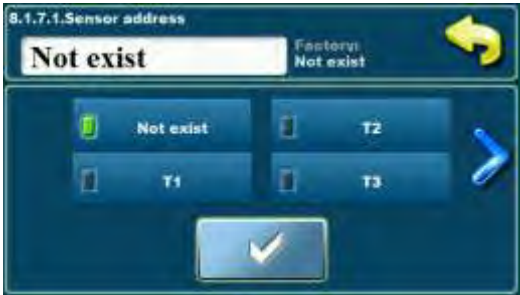 8.1.7.1.Sensor address
Not exist
Factory:
Not exist
Not exist
T2
T1
T3